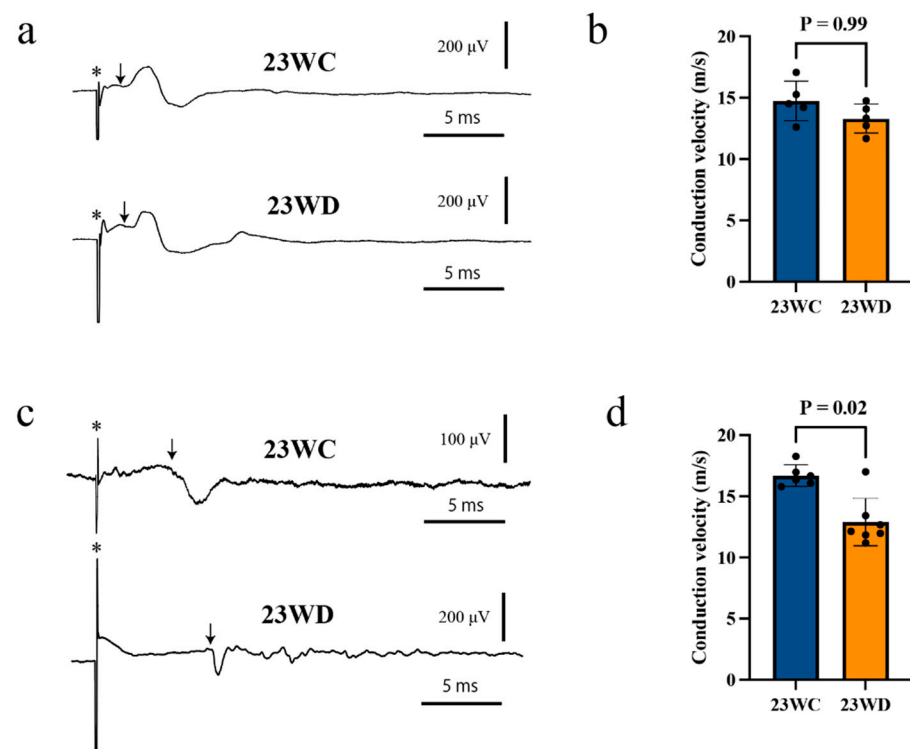 a
200 µV
23WC
*
5 ms
200 µV
23WD
*
5 ms
b
P = 0.99
Conduction velocity (m/s)
20
15
10
5
0
23WC
23WD
c
100 µV
23WC
*
5 ms
*
200 µV
23WD
5 ms
d
P = 0.02
Conduction velocity (m/s)
20
15
10
5
0
23WC
23WD